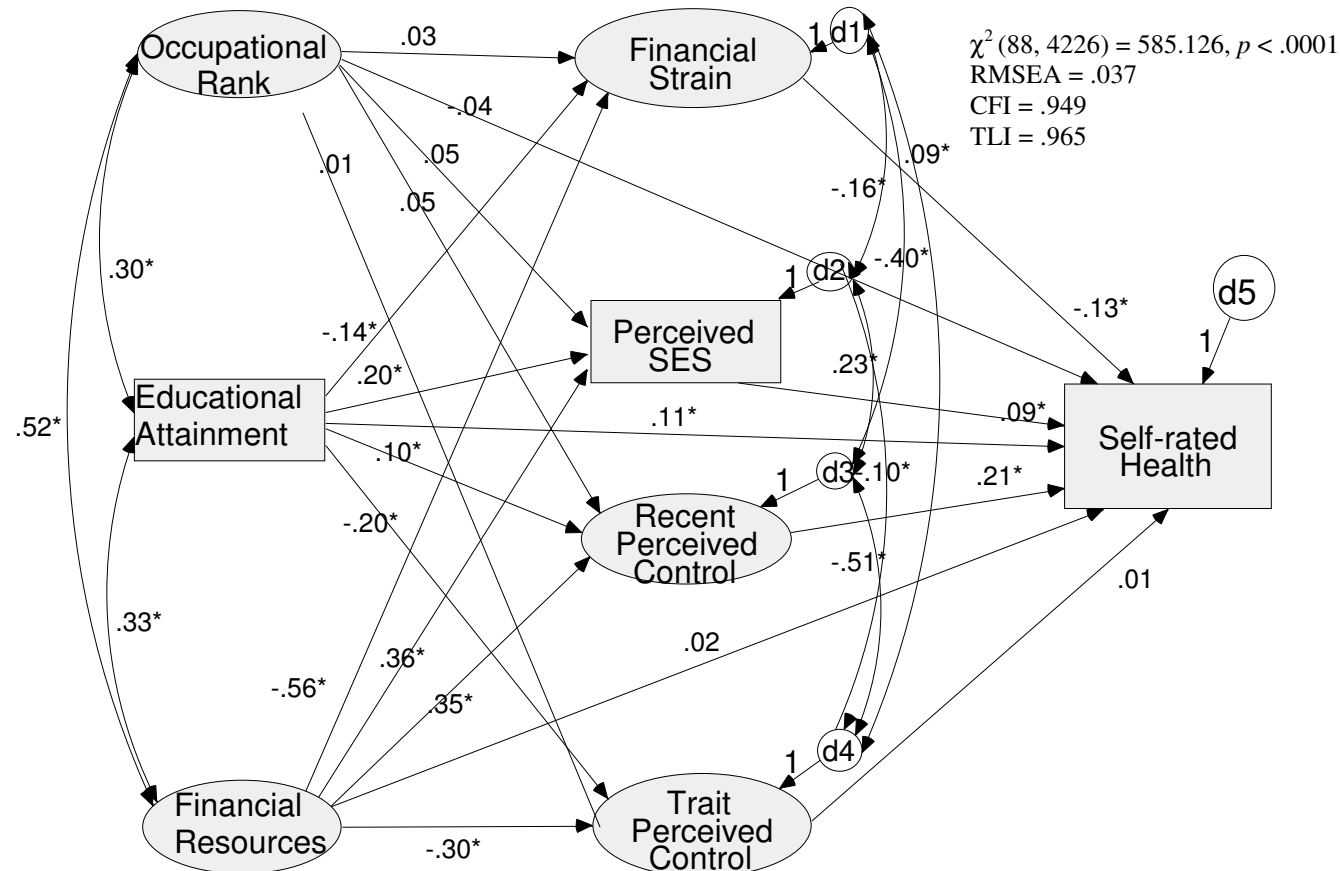 Occupational
Rank
.03
Financial
Strain
1
d1
χ² (88, 4226) = 585.126, p < .0001
RMSEA = .037
CFI = .949
TLI = .965
-.04
.01
.05
.05
.09*
-.16*
.30*
-.40*
1
d2
d5
1
-.13*
-.14*
Perceived
SES
.20*
.23*
Educational
Attainment
.52*
.11*
.09*
Self-rated
Health
.10*
1
d3
-.10*
.21*
-.20*
Recent
Perceived
Control
-.51*
.01
.33*
.02
.36*
-.56*
.35*
1
d4
Financial
Resources
-.30*
Trait
Perceived
Control